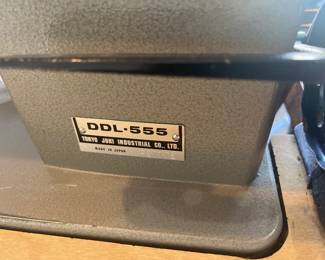 DDL-555
TOKYO JUKI INDUSTRIAL CO., LTD.
MADE IN JAPAN